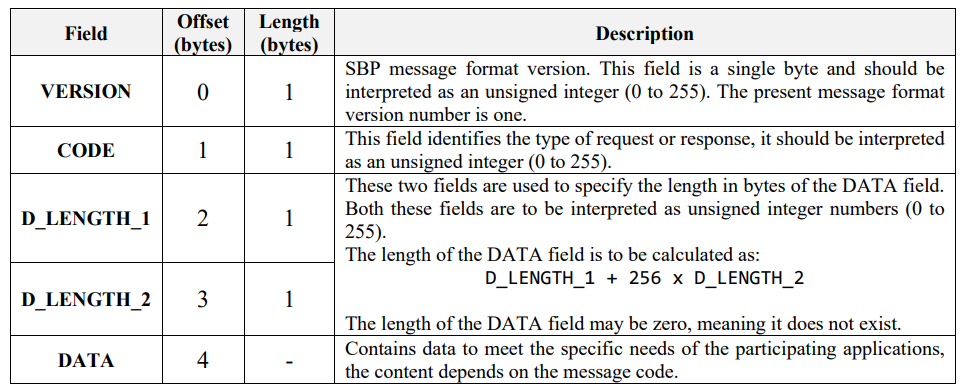 Field Offset (bytes) Length (bytes) Description
VERSION 0 1 SBP message format version. This field is a single byte and should be
interpreted as an unsigned integer (0 to 255). The present message format
version number is one.
CODE 1 1 This field identifies the type of request or response, it should be interpreted
as an unsigned integer (0 to 255).
D_LENGTH_1 2 1 These two fields are used to specify the length in bytes of the DATA field.
Both these fields are to be interpreted as unsigned integer numbers (0 to
255).
The length of the DATA field is to be calculated as:
D_LENGTH_1 + 256 x D_LENGTH_2
D_LENGTH_2 3 1
The length of the DATA field may be zero, meaning it does not exist.
DATA 4 - Contains data to meet the specific needs of the participating applications,
the content depends on the message code.